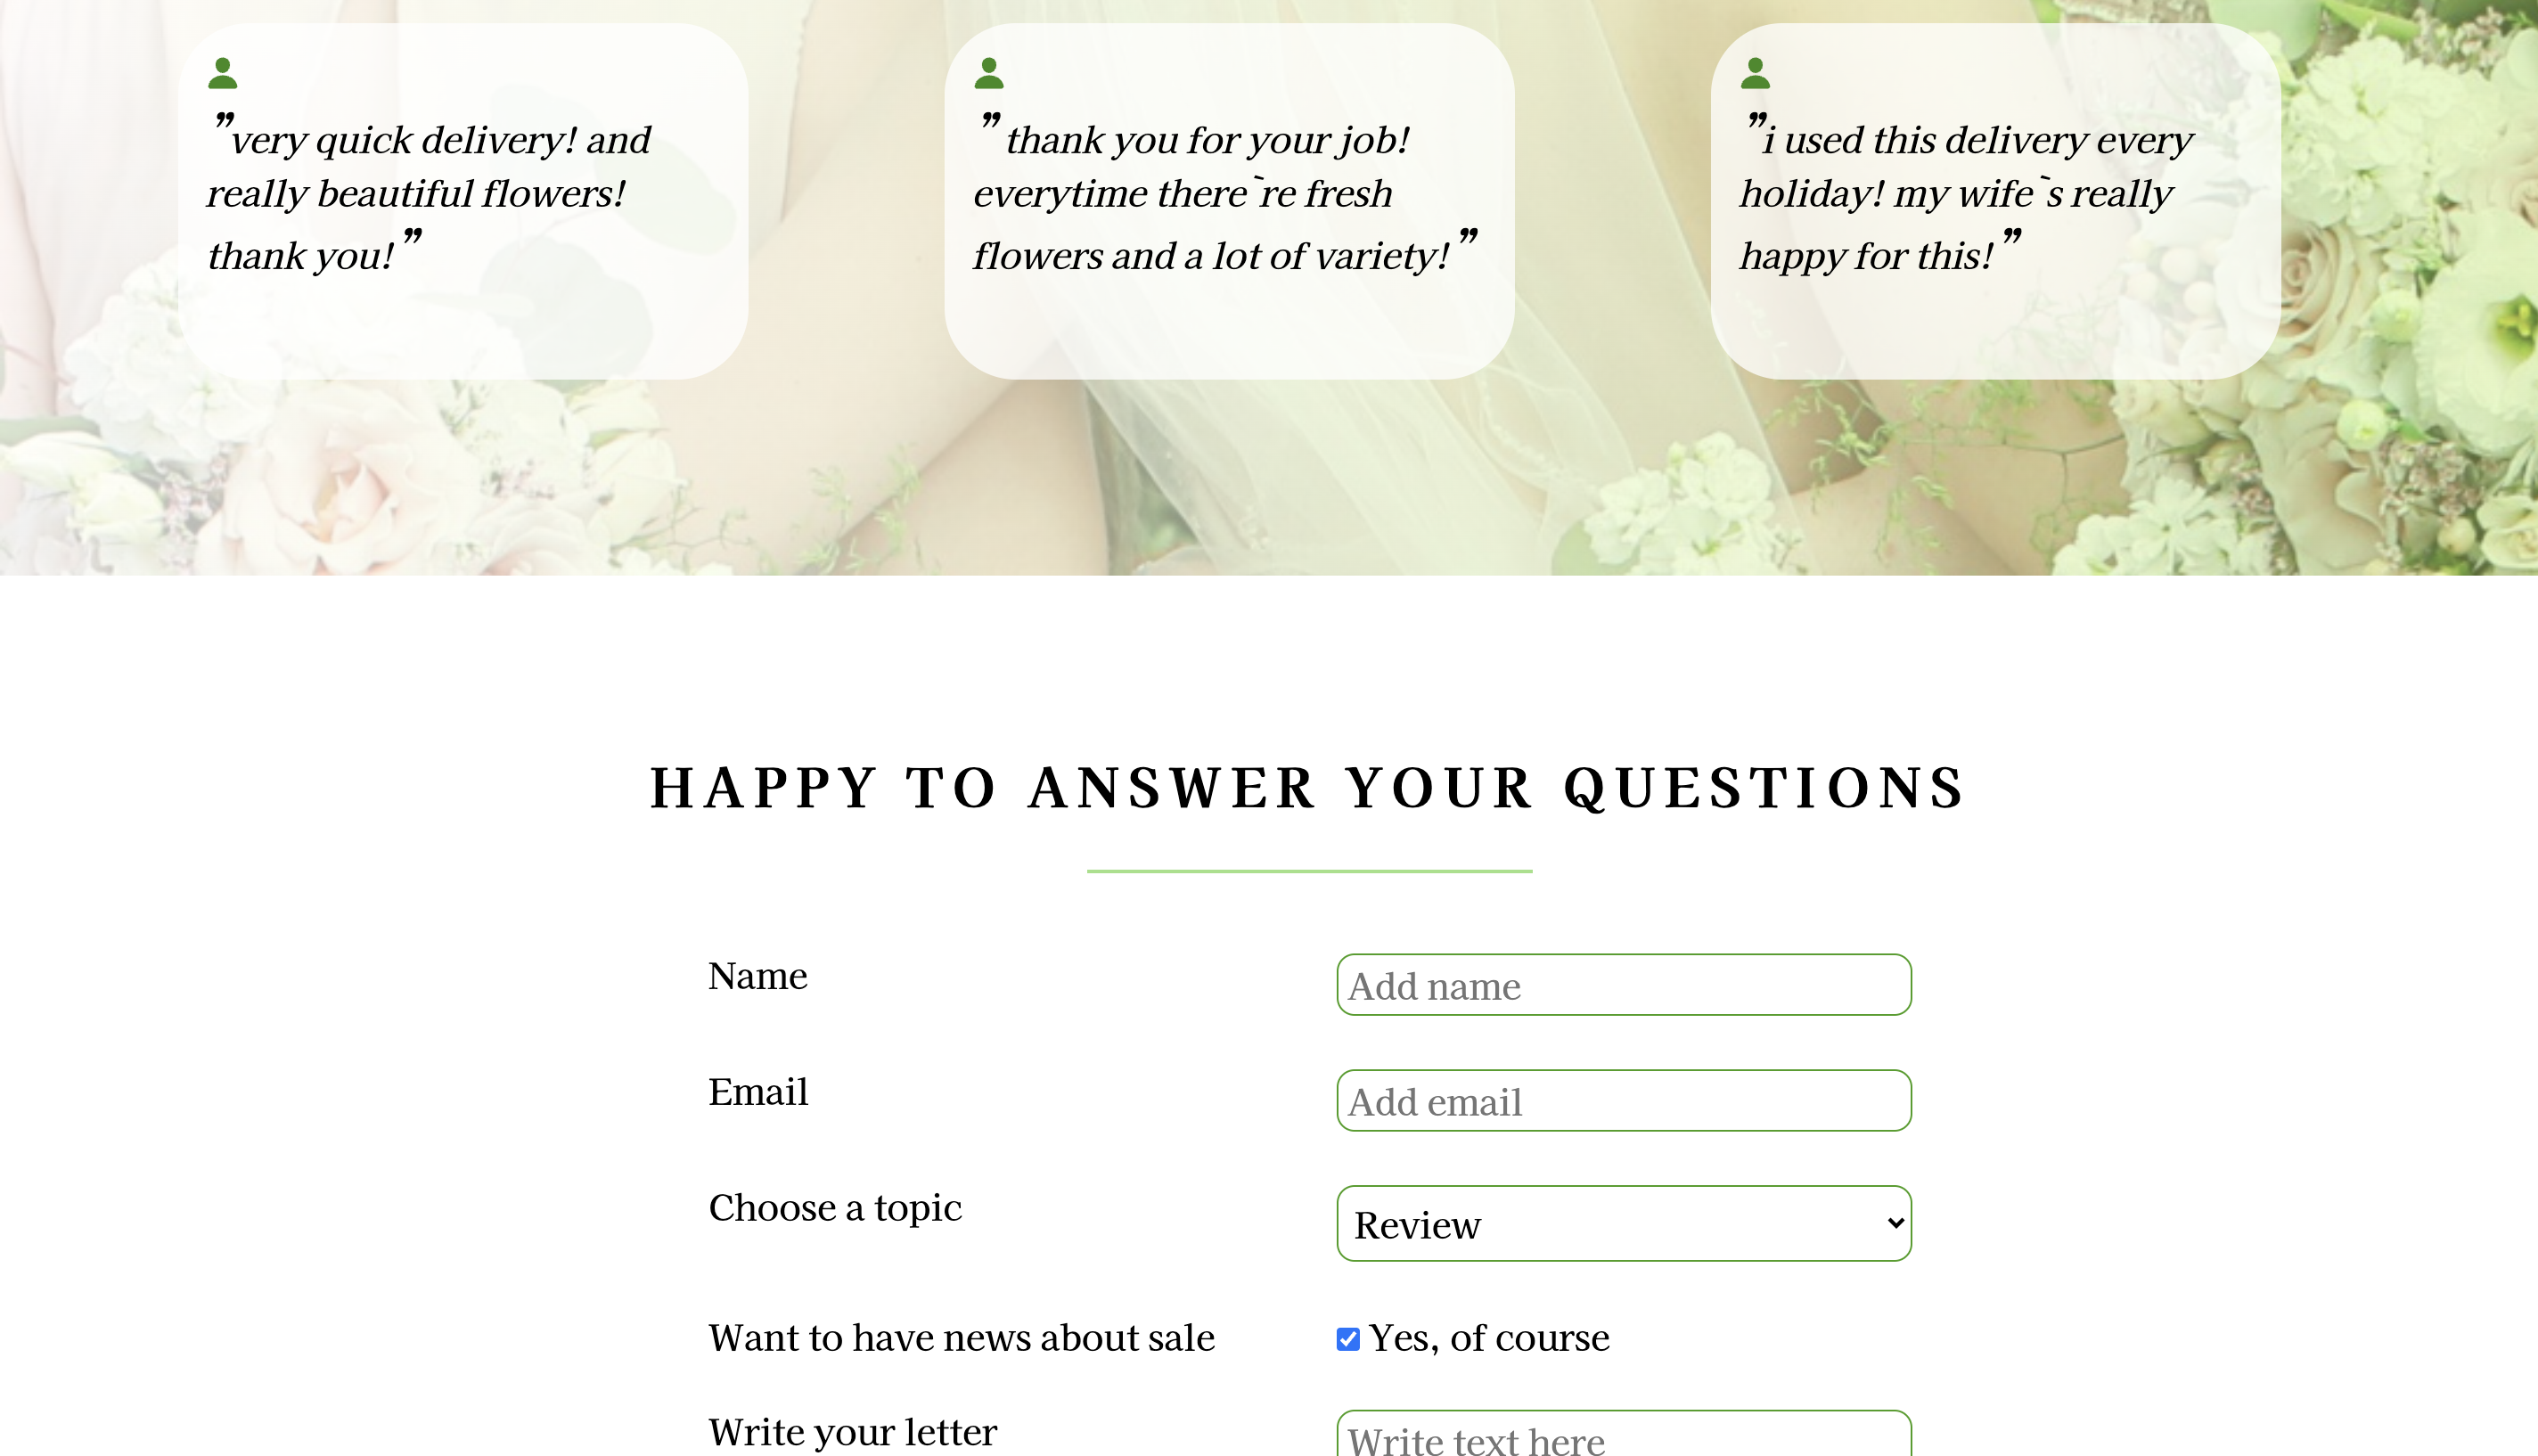 ”very quick delivery! and
really beautiful flowers!
thank you!”
” thank you for your job!
everytime there`re fresh
flowers and a lot of variety!”
”i used this delivery every
holiday! my wife`s really
happy for this!”
HAPPY TO ANSWER YOUR QUESTIONS
Name
Add name
Email
Add email
Choose a topic
Review
Want to have news about sale
Yes, of course
Write your letter
Write text here